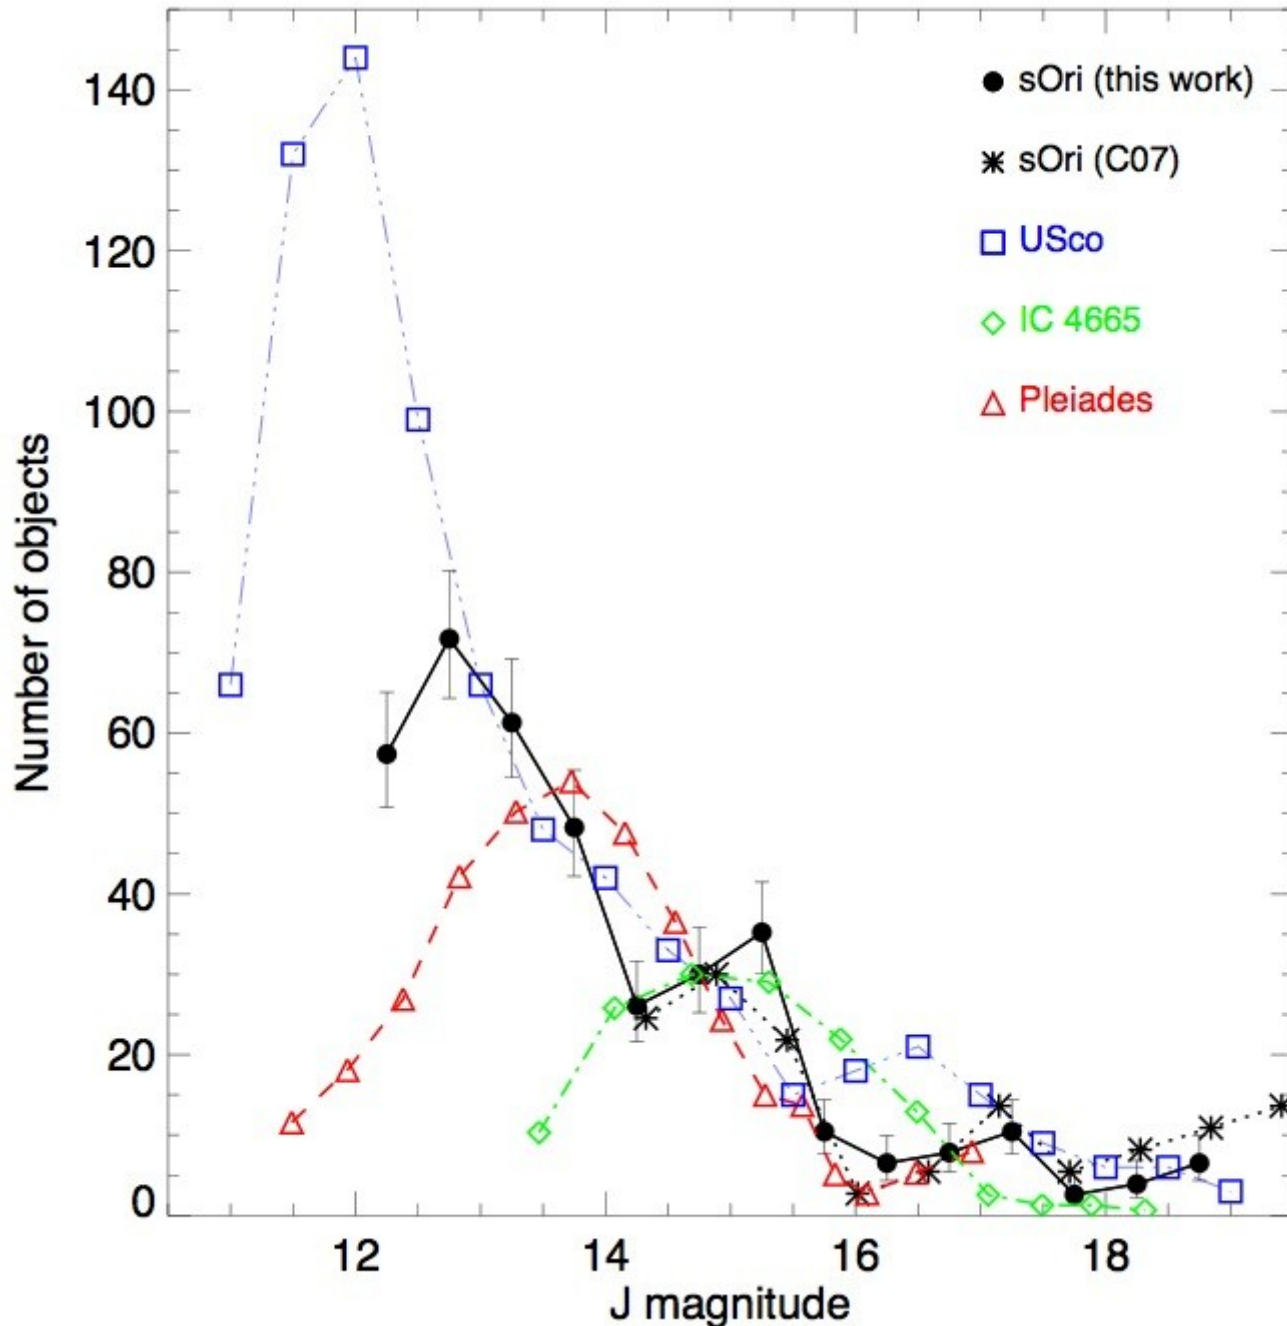 140
120
100
80
60
40
20
0
Number of objects
sOri (this work)
sOri (C07)
USco
IC 4665
Pleiades
12 14 16 18
J magnitude